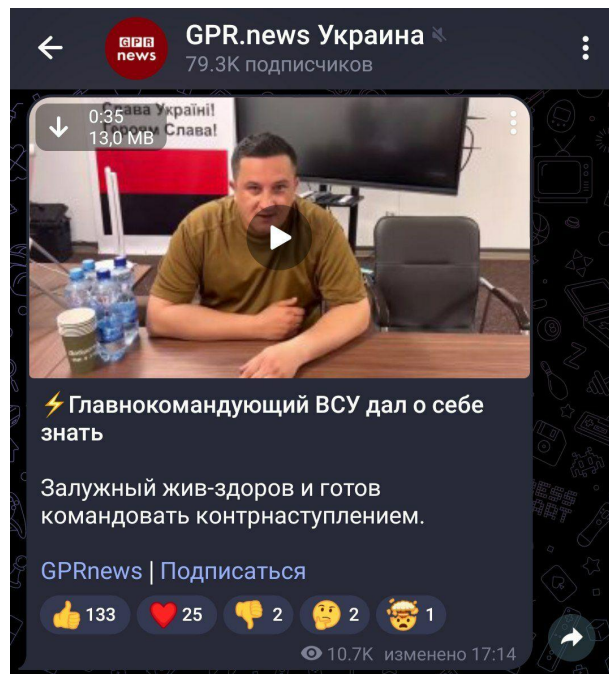 GPR
news
GPR.news Украина
79.3K подписчиков
0:35
13,0 MB
Слава Україні!
Героям Слава!
⚡Главнокомандующий ВСУ дал о себе
знать
Залужный жив-здоров и готов
командовать контрнаступлением.
GPRnews | Подписаться
👍 133 ❤️ 25 👎 2 🤔 2 🤯 1
10.7K изменено 17:14